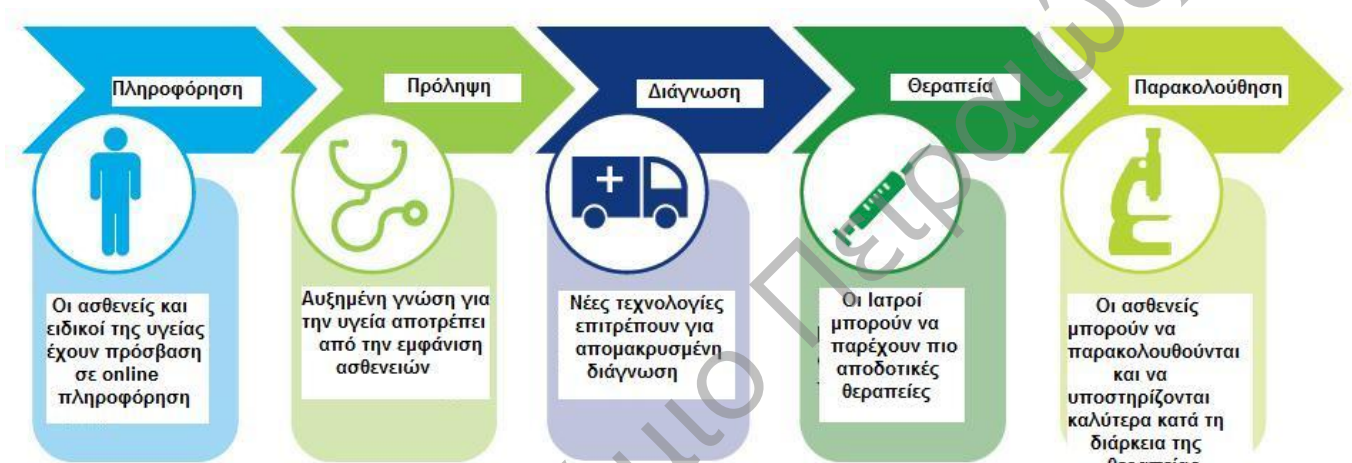 Πληροφόρηση
Πρόληψη
Διάγνωση
Θεραπεία
Παρακολούθηση
Οι ασθενείς και
ειδικοί της υγείας
έχουν πρόσβαση
σε online
πληροφόρηση
Αυξημένη γνώση για
την υγεία αποτρέπει
από την εμφάνιση
ασθενειών
Νέες τεχνολογίες
επιτρέπουν για
απομακρυσμένη
διάγνωση
Οι Ιατροί
μπορούν να
παρέχουν πιο
αποδοτικές
θεραπείες
Οι ασθενείς
μπορούν να
παρακολουθούνται
και να
υποστηρίζονται
καλύτερα κατά τη
διάρκεια της